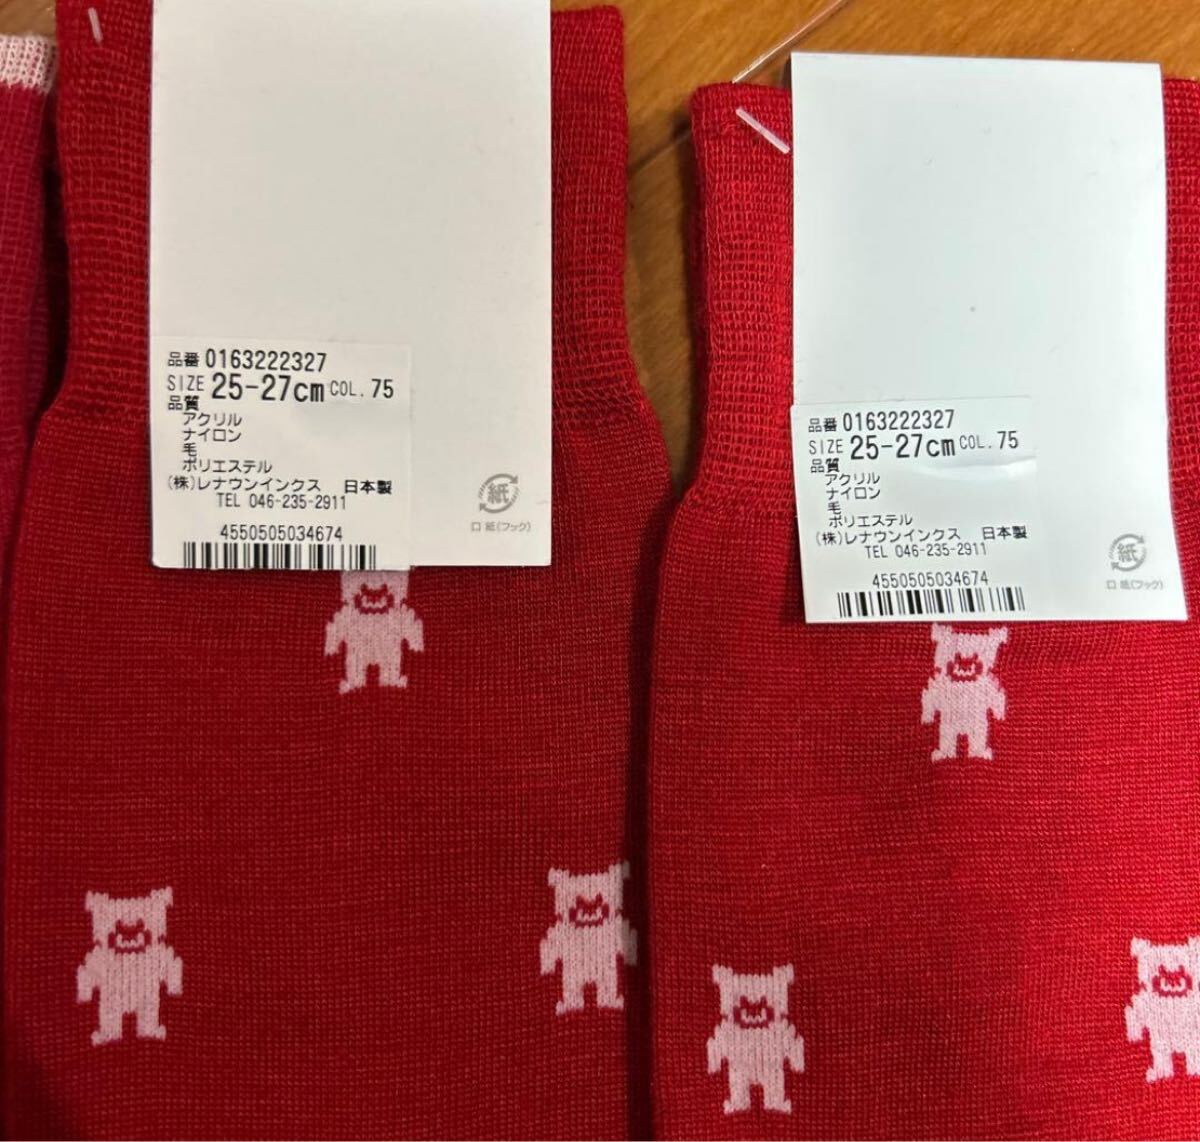 品番 0163222327
SIZE 25-27cm COL. 75
品質
アクリル
ナイロン
毛
ポリエステル
(株)レナウンインクス 日本製
TEL 046-235-2911
4550505034674
紙
口 紙(フック)
品番 0163222327
SIZE 25-27cm COL. 75
品質
アクリル
ナイロン
毛
ポリエステル
(株)レナウンインクス 日本製
TEL 046-235-2911
4550505034674
紙
口 紙(フック)